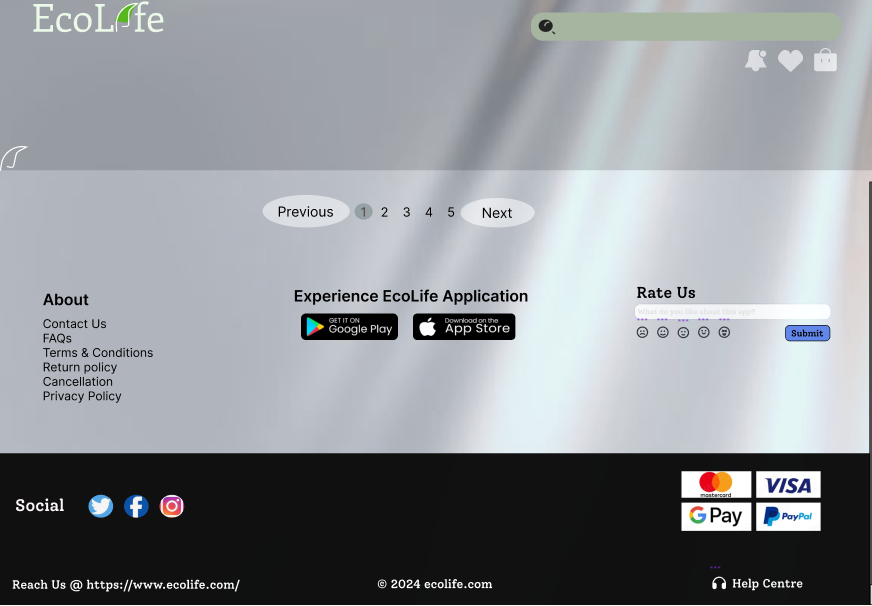 EcoLife
Previous 1 2 3 4 5 Next
About
Contact Us
FAQs
Terms & Conditions
Return policy
Cancellation
Privacy Policy
Experience EcoLife Application
GET IT ON
Google Play
Download on the
App Store
Rate Us
What do you like about this app?
Submit
Social
mastercard
VISA
G Pay
PayPal
Reach Us @ https://www.ecolife.com/
© 2024 ecolife.com
Help Centre